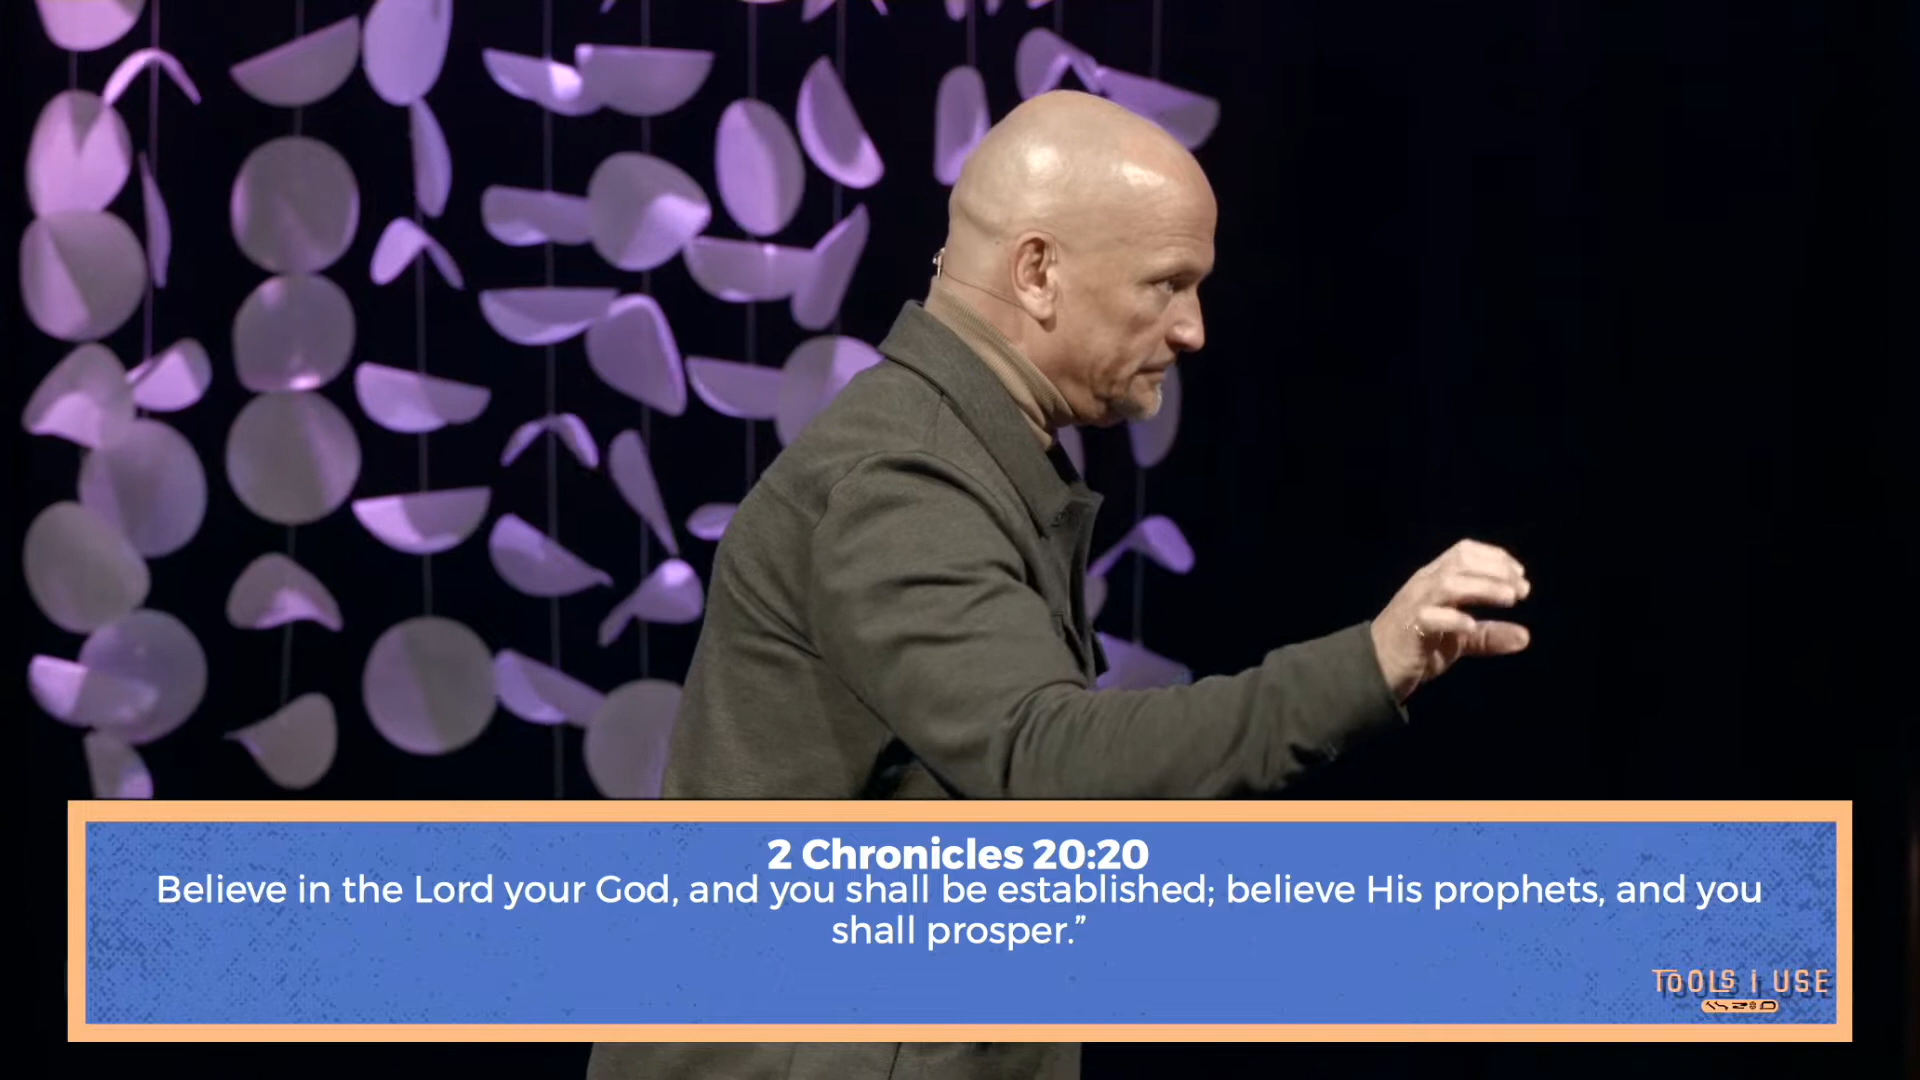 2 Chronicles 20:20
Believe in the Lord your God, and you shall be established; believe His prophets, and you
shall prosper.”
TOOLS i USE